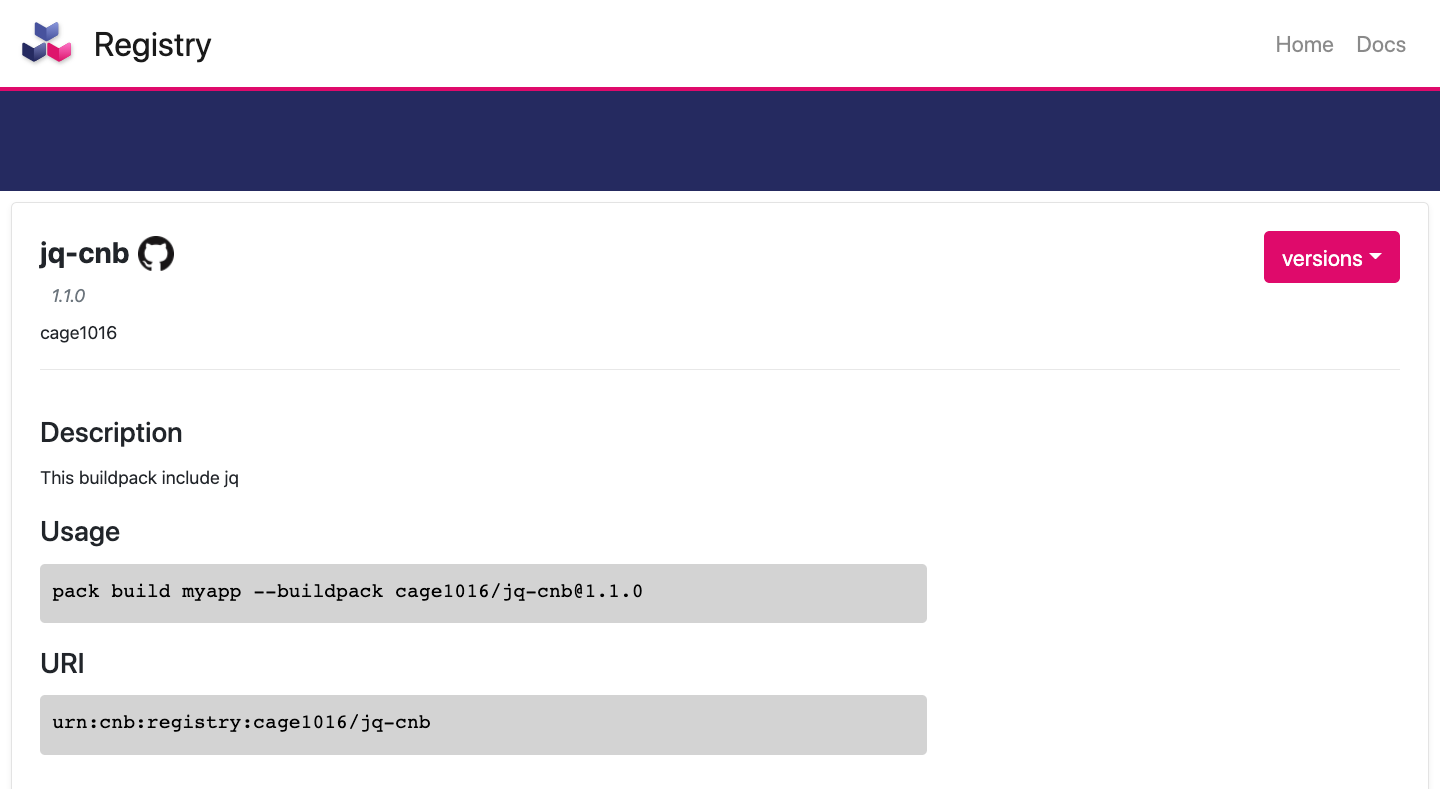 Registry
Home
Docs
jq-cnb
1.1.0
cage1016
versions
Description
This buildpack include jq
Usage
pack build myapp --buildpack cage1016/jq-cnb@1.1.0
URI
urn:cnb:registry:cage1016/jq-cnb